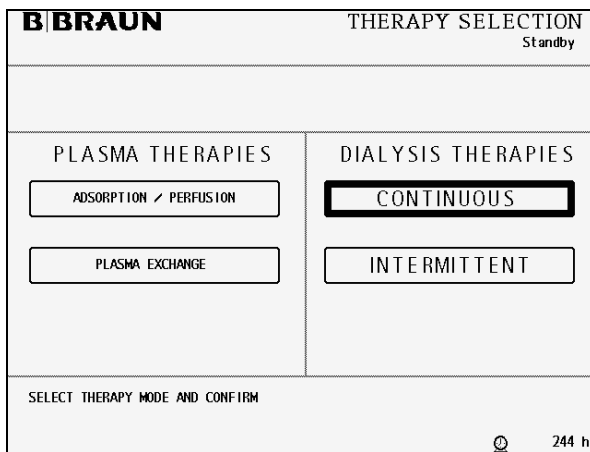 B|BRAUN
THERAPY SELECTION
Standby
PLASMA THERAPIES
ADSORPTION / PERFUSION
PLASMA EXCHANGE
DIALYSIS THERAPIES
CONTINUOUS
INTERMITTENT
SELECT THERAPY MODE AND CONFIRM
244 h